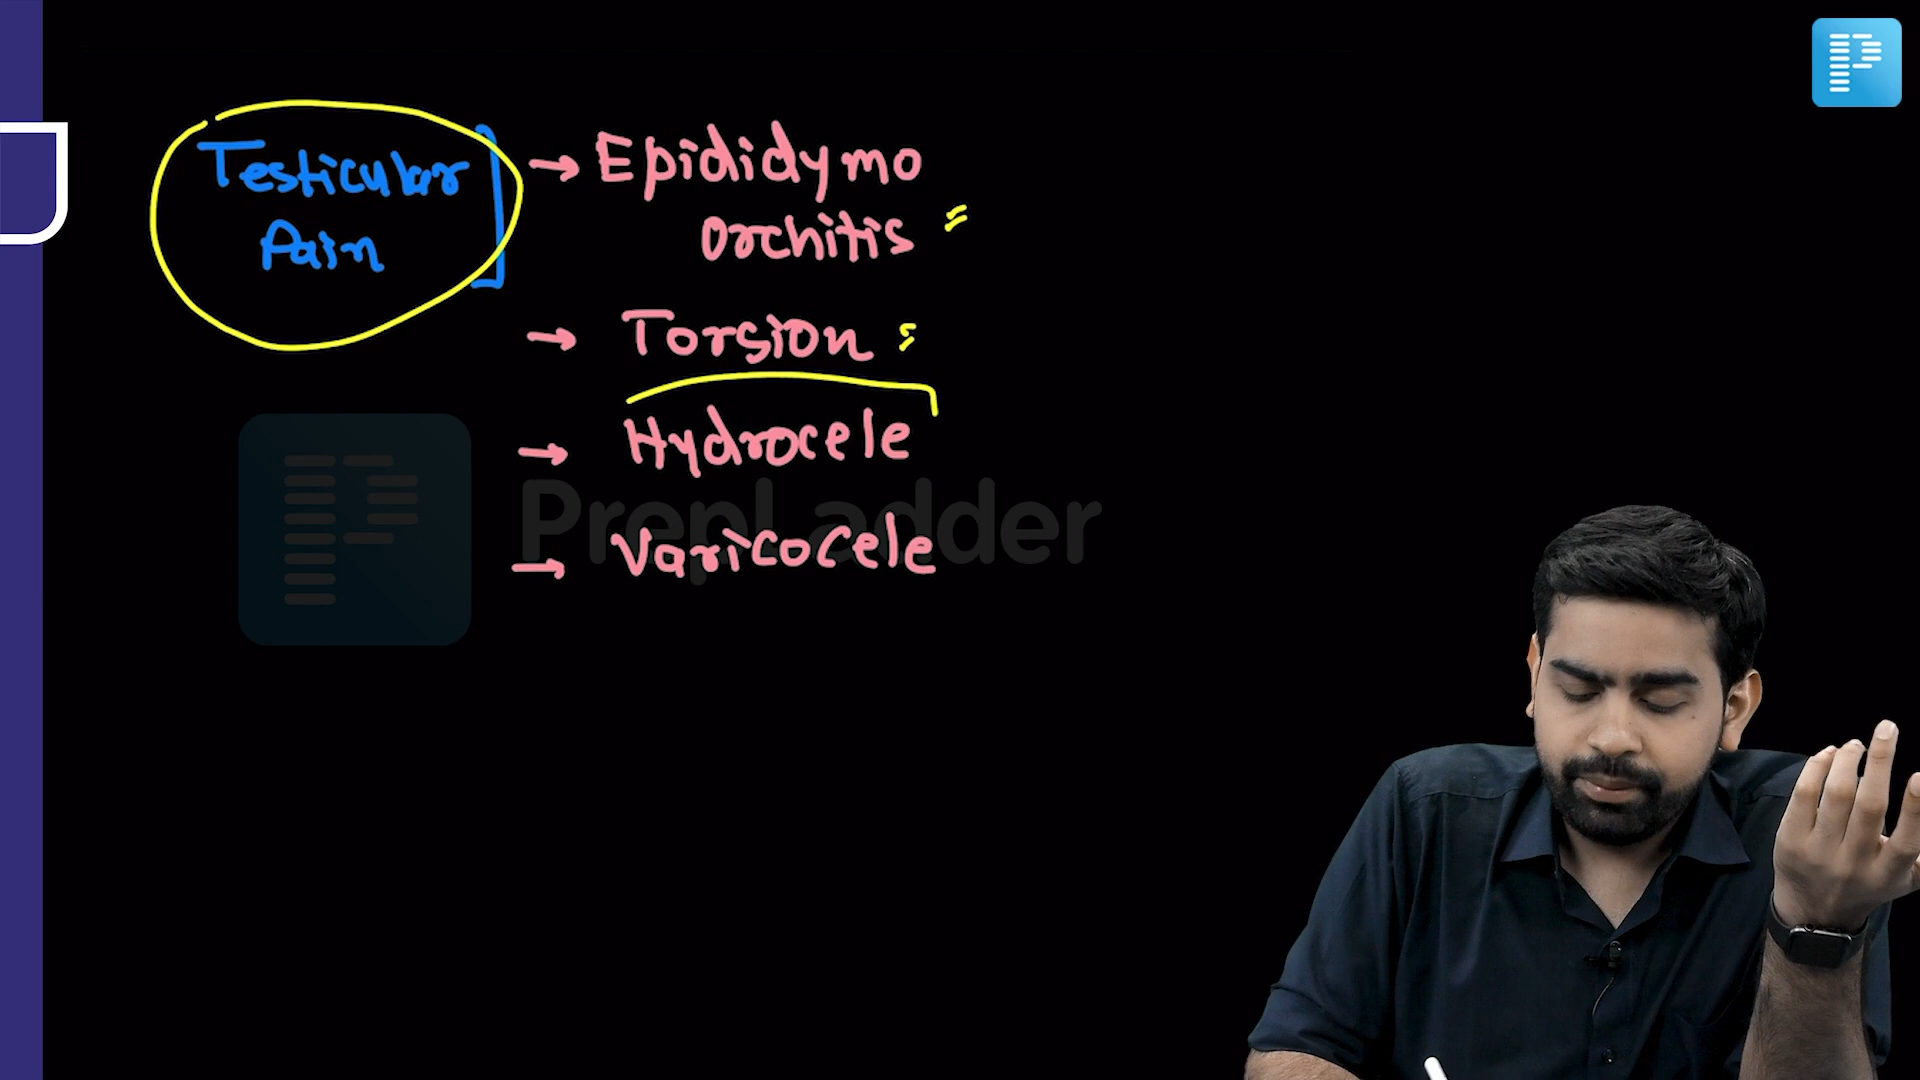 Testicular
Pain
→ Epididymo
Orchitis =
→ Torsion :
→ Hydrocele
→ Varicocele
PrepLadder